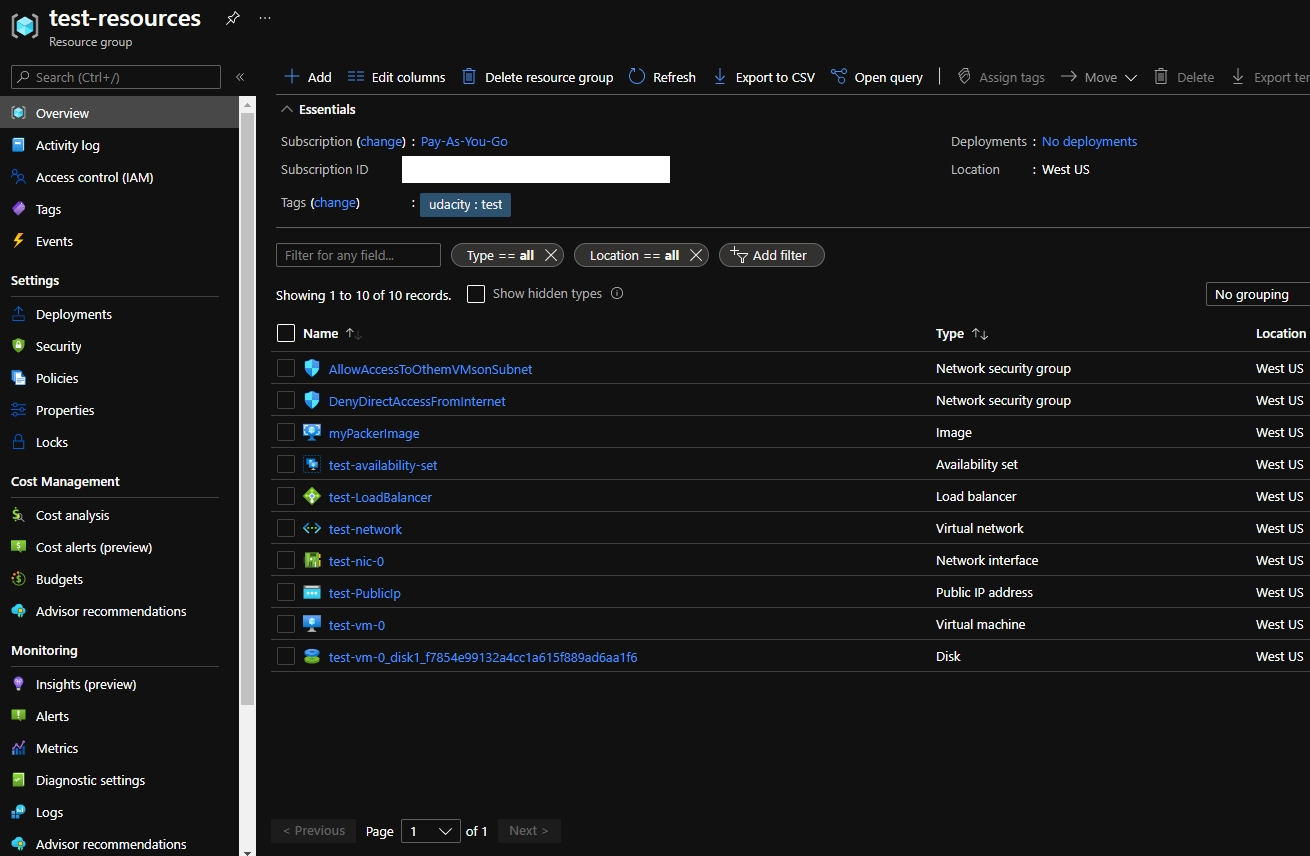 test-resources ...
Resource group
Search (Ctrl+/) «
Add Edit columns Delete resource group Refresh Export to CSV Open query | Assign tags Move Delete Export
Overview
Activity log
Access control (IAM)
Tags
Events
Settings
Deployments
Security
Policies
Properties
Locks
Cost Management
Cost analysis
Cost alerts (preview)
Budgets
Advisor recommendations
Monitoring
Insights (preview)
Alerts
Metrics
Diagnostic settings
Logs
Advisor recommendations
Essentials
Subscription (change) : Pay-As-You-Go
Deployments : No deployments
Subscription ID
Location : West US
Tags (change) : udacity : test
Filter for any field... Type == all Location == all Add filter
Showing 1 to 10 of 10 records. Show hidden types
No grouping
Name Type Location
AllowAccessToOthemVMsonSubnet Network security group West US
DenyDirectAccessFromInternet Network security group West US
myPackerImage Image West US
test-availability-set Availability set West US
test-LoadBalancer Load balancer West US
test-network Virtual network West US
test-nic-0 Network interface West US
test-PublicIp Public IP address West US
test-vm-0 Virtual machine West US
test-vm-0_disk1_f7854e99132a4cc1a615f889ad6aa1f6 Disk West US
< Previous Page 1 of 1 Next >